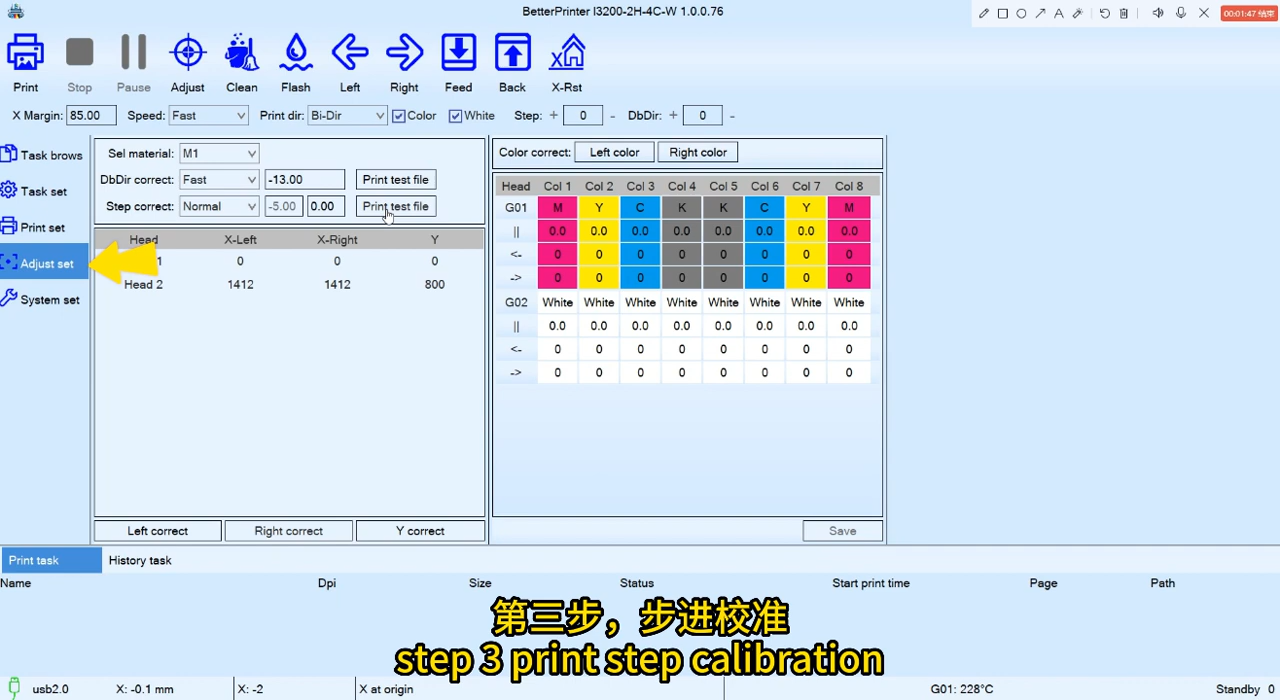 BetterPrinter I3200-2H-4C-W 1.0.0.76
00:01:47 结束
Print Stop Pause Adjust Clean Flash Left Right Feed Back X-Rst
X Margin: 85.00 Speed: Fast Print dir: Bi-Dir Color White Step: + 0 - DbDir: + 0 -
Task brows
Task set
Print set
Adjust set
System set
Sel material: M1
DbDir correct: Fast -13.00 Print test file
Step correct: Normal -5.00 0.00 Print test file
Head X-Left X-Right Y
1 0 0 0
Head 2 1412 1412 800
Left correct Right correct Y correct
Color correct: Left color Right color
Head Col 1 Col 2 Col 3 Col 4 Col 5 Col 6 Col 7 Col 8
G01 M Y C K K C Y M
|| 0.0 0.0 0.0 0.0 0.0 0.0 0.0 0.0
<- 0 0 0 0 0 0 0 0
-> 0 0 0 0 0 0 0 0
G02 White White White White White White White White
|| 0.0 0.0 0.0 0.0 0.0 0.0 0.0 0.0
<- 0 0 0 0 0 0 0 0
-> 0 0 0 0 0 0 0 0
Save
Print task History task
Name Dpi Size Status Start print time Page Path
第三步，步进校准
step 3 print step calibration
usb2.0 X: -0.1 mm X: -2 X at origin G01: 228°C Standby 0